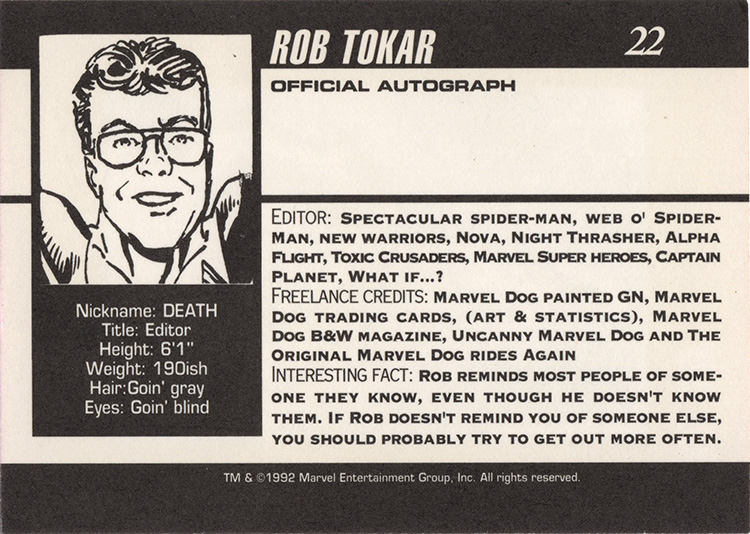 ROB TOKAR
22
OFFICIAL AUTOGRAPH
Nickname: DEATH
Title: Editor
Height: 6'1"
Weight: 190ish
Hair:Goin' gray
Eyes: Goin' blind
EDITOR: SPECTACULAR SPIDER-MAN, WEB O' SPIDER-
MAN, NEW WARRIORS, NOVA, NIGHT THRASHER, ALPHA
FLIGHT, TOXIC CRUSADERS, MARVEL SUPER HEROES, CAPTAIN
PLANET, WHAT IF...?
FREELANCE CREDITS: MARVEL DOG PAINTED GN, MARVEL
DOG TRADING CARDS, (ART & STATISTICS), MARVEL
DOG B&W MAGAZINE, UNCANNY MARVEL DOG AND THE
ORIGINAL MARVEL DOG RIDES AGAIN
INTERESTING FACT: ROB REMINDS MOST PEOPLE OF SOME-
ONE THEY KNOW, EVEN THOUGH HE DOESN'T KNOW
THEM. IF ROB DOESN'T REMIND YOU OF SOMEONE ELSE,
YOU SHOULD PROBABLY TRY TO GET OUT MORE OFTEN.
TM & ©1992 Marvel Entertainment Group, Inc. All rights reserved.